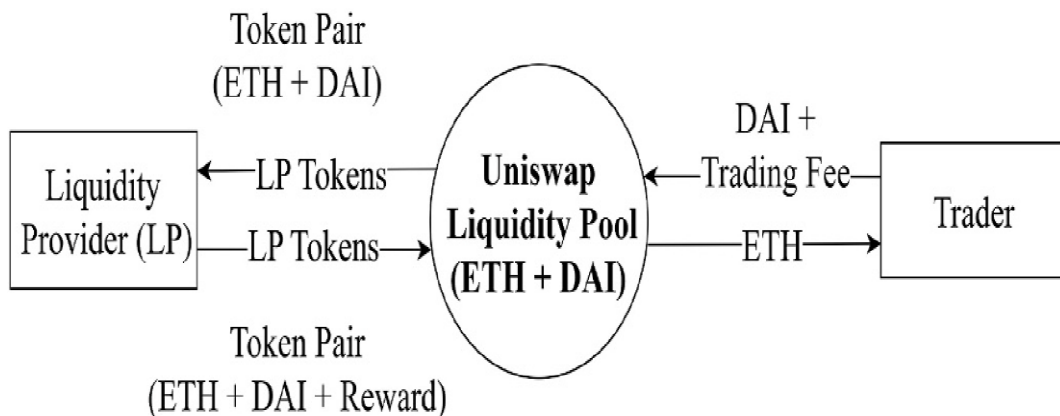 Token Pair
(ETH + DAI)
Liquidity
Provider (LP)
LP Tokens
LP Tokens
Token Pair
(ETH + DAI + Reward)
Uniswap
Liquidity Pool
(ETH + DAI)
DAI +
Trading Fee
ETH
Trader